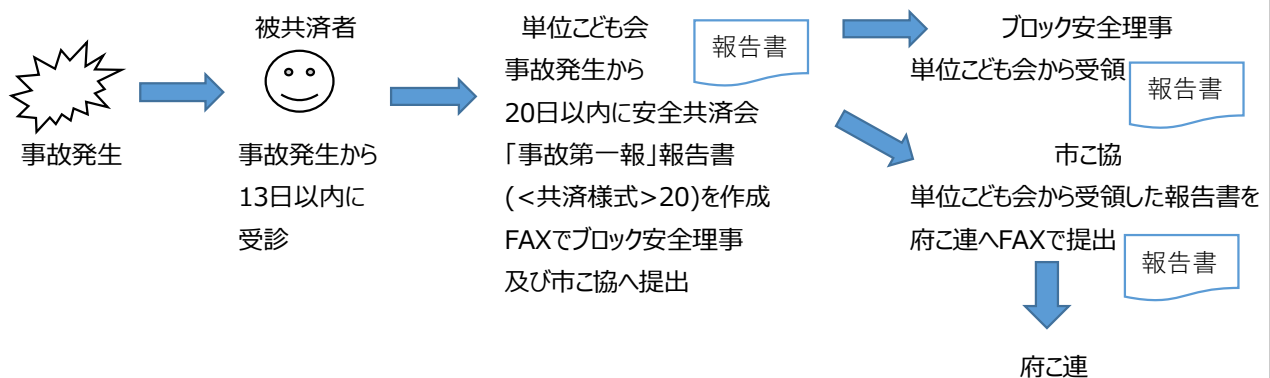 事故発生
被共済者
事故発生から
13日以内に
受診
単位こども会
報告書
事故発生から
20日以内に安全共済会
「事故第一報」報告書
(<共済様式>20)を作成
FAXでブロック安全理事
及び市こ協へ提出
ブロック安全理事
単位こども会から受領
報告書
市こ協
単位こども会から受領した報告書を
府こ連へFAXで提出
報告書
府こ連